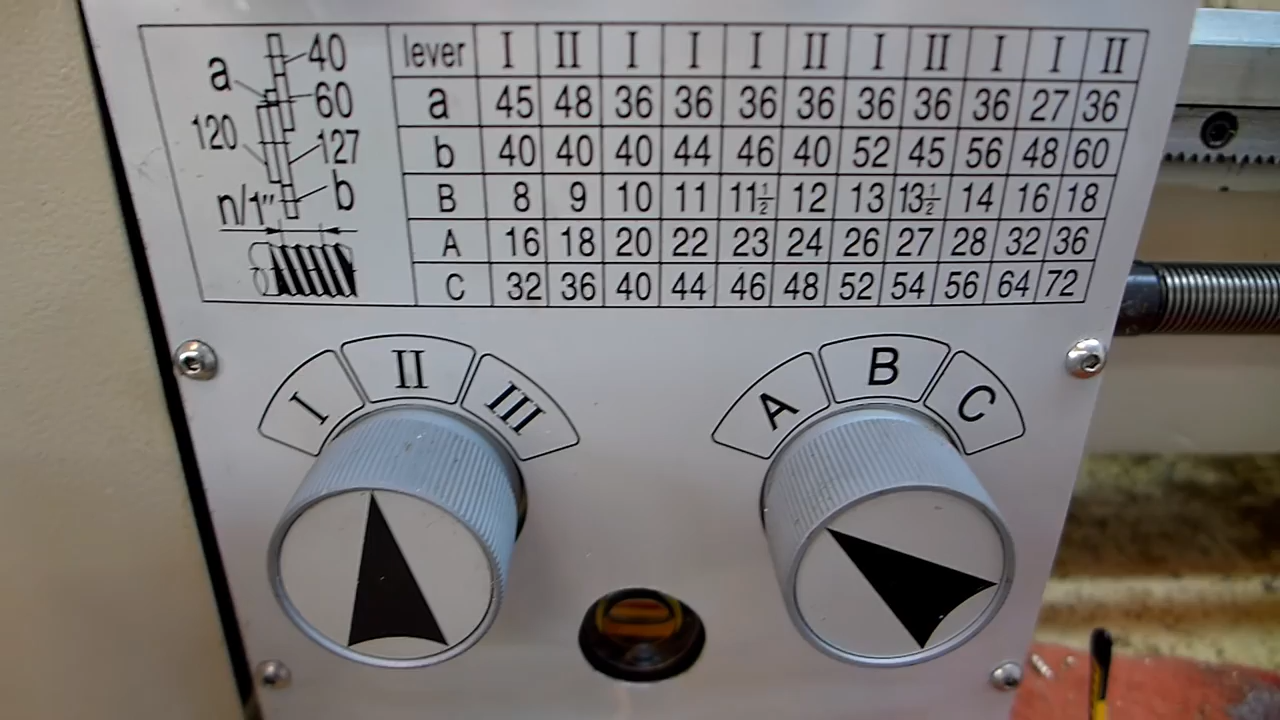 a 40
60
120 127
n/1" b
lever I II I I I II I II I I II
a 45 48 36 36 36 36 36 36 36 27 36
b 40 40 40 44 46 40 52 45 56 48 60
B 8 9 10 11 11½ 12 13 13½ 14 16 18
A 16 18 20 22 23 24 26 27 28 32 36
C 32 36 40 44 46 48 52 54 56 64 72
I II III
A B C